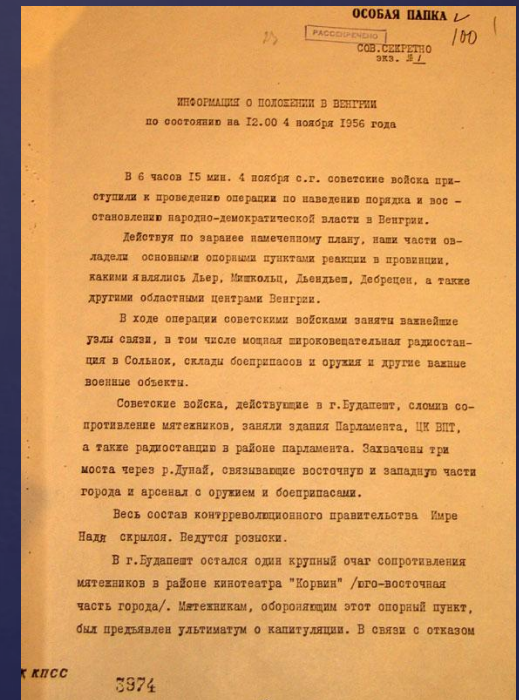 ОСОБАЯ ПАПКА
100
РАССЕКРЕЧЕНО
СОВ.СЕКРЕТНО
экз. № 1
ИНФОРМАЦИЯ О ПОЛОЖЕНИИ В ВЕНГРИИ
по состоянию на 12.00 4 ноября 1956 года
В 6 часов 15 мин. 4 ноября с.г. советские войска при-
ступили к проведению операции по наведению порядка и вос -
становлению народно-демократической власти в Венгрии.
Действуя по заранее намеченному плану, наши части ов-
ладели основными опорными пунктами реакции в провинции,
какими являлись Дьер, Мишкольц, Дьендьеш, Дебрецен, а также
другими областными центрами Венгрии.
В ходе операции советскими войсками заняты важнейшие
узлы связи, в том числе мощная широковещательная радиостан-
ция в Сольнок, склады боеприпасов и оружия и другие важные
военные объекты.
Советские войска, действующие в г.Будапешт, сломив со-
противление мятежников, заняли здания Парламента, ЦК ВПТ,
а также радиостанцию в районе парламента. Захвачены три
моста через р.Дунай, связывающие восточную и западную части
города и арсенал с оружием и боеприпасами.
Весь состав контрреволюционного правительства Имре
Надя скрылся. Ведутся розыски.
В г.Будапешт остался один крупный очаг сопротивления
мятежников в районе кинотеатра "Корвин" /юго-восточная
часть города/. Мятежникам, обороняющим этот опорный пункт,
был предъявлен ультиматум о капитуляции. В связи с отказом
К КПСС
3974